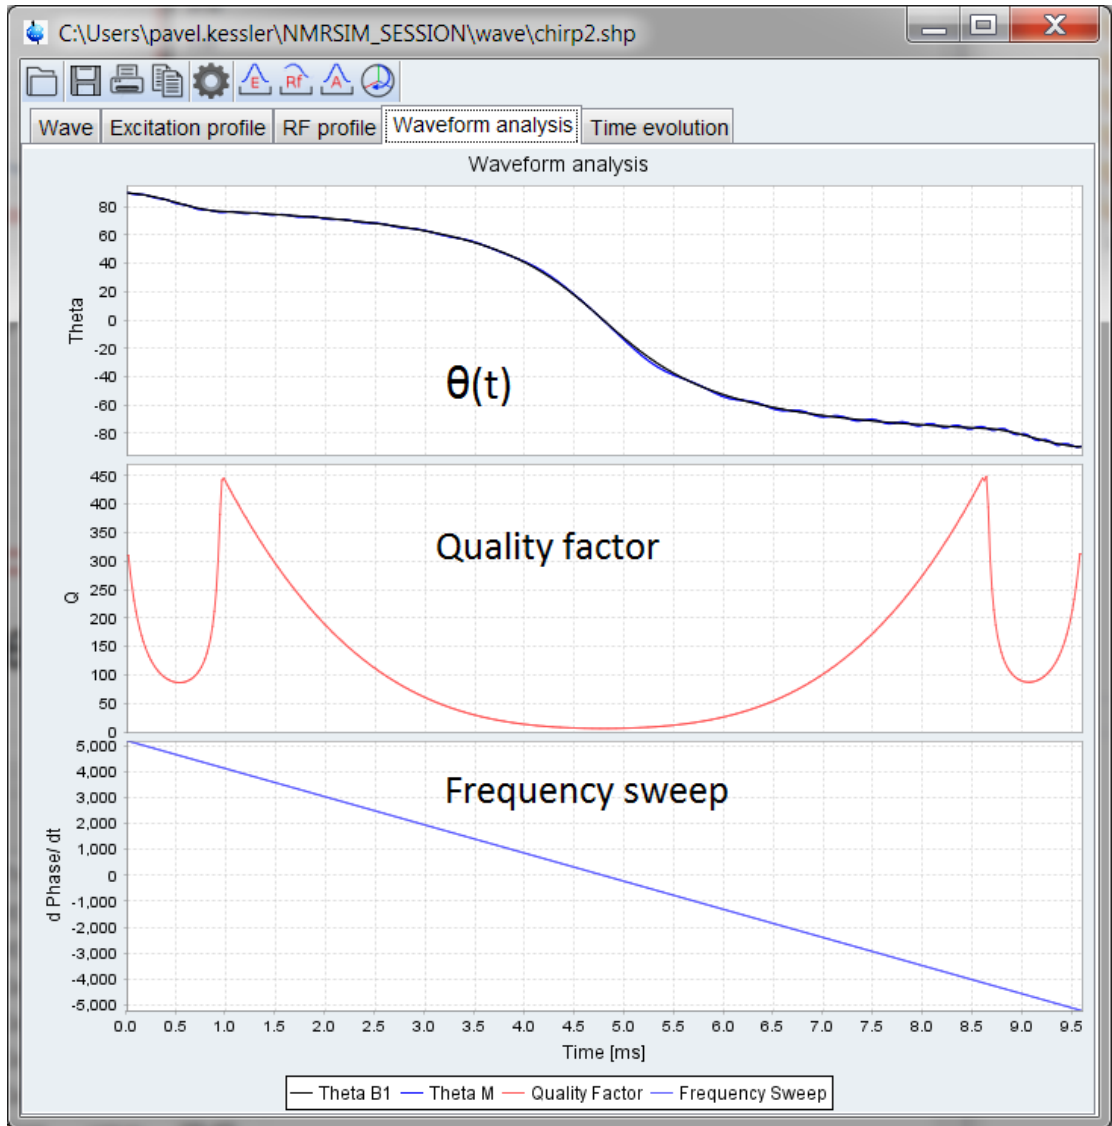 C:\Users\pavel.kessler\NMRSIM_SESSION\wave\chirp2.shp
E Rf A
Wave Excitation profile RF profile Waveform analysis Time evolution
Waveform analysis
80
60
40
20
0
-20
-40
-60
-80
Theta
θ(t)
450
400
350
300
250
200
150
100
50
0
Q
Quality factor
5,000
4,000
3,000
2,000
1,000
0
-1,000
-2,000
-3,000
-4,000
-5,000
d Phase/ dt
Frequency sweep
0.0 0.5 1.0 1.5 2.0 2.5 3.0 3.5 4.0 4.5 5.0 5.5 6.0 6.5 7.0 7.5 8.0 8.5 9.0 9.5
Time [ms]
Theta B1 Theta M Quality Factor Frequency Sweep